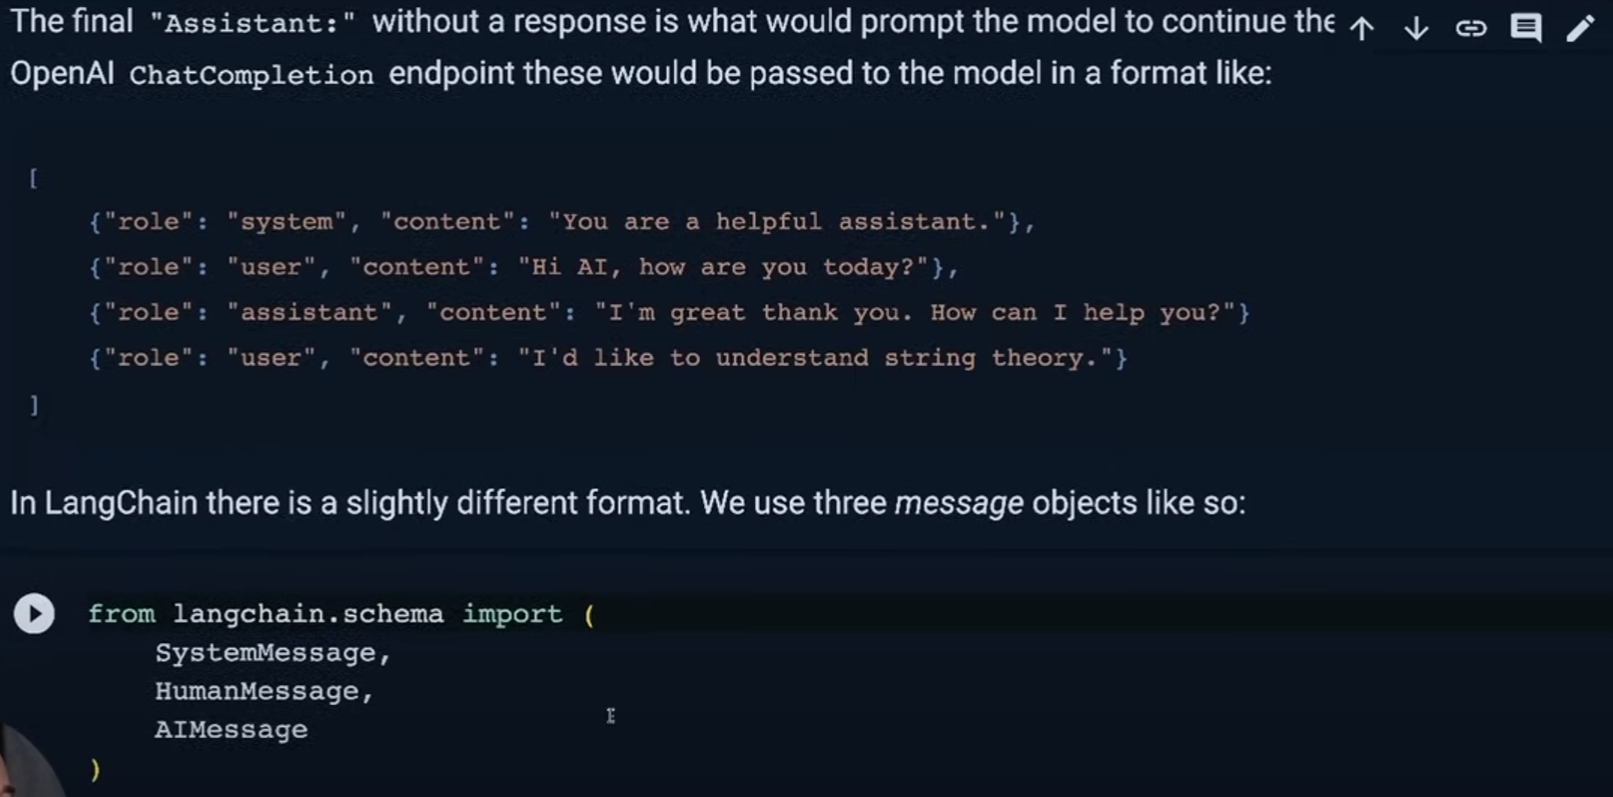 The final "Assistant:" without a response is what would prompt the model to continue the
OpenAI ChatCompletion endpoint these would be passed to the model in a format like:
[
{"role": "system", "content": "You are a helpful assistant."},
{"role": "user", "content": "Hi AI, how are you today?"},
{"role": "assistant", "content": "I'm great thank you. How can I help you?"}
{"role": "user", "content": "I'd like to understand string theory."}
]
In LangChain there is a slightly different format. We use three message objects like so:
from langchain.schema import (
SystemMessage,
HumanMessage,
AIMessage
)